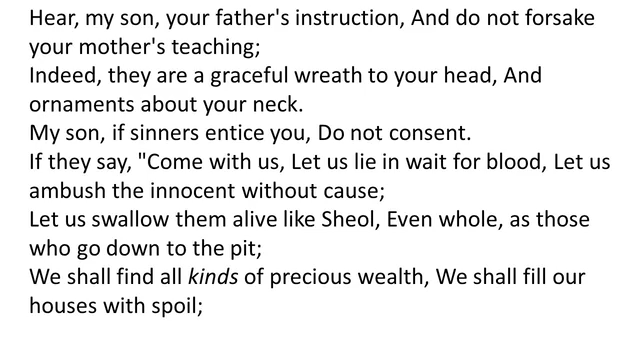 Hear, my son, your father's instruction, And do not forsake
your mother's teaching;
Indeed, they are a graceful wreath to your head, And
ornaments about your neck.
My son, if sinners entice you, Do not consent.
If they say, "Come with us, Let us lie in wait for blood, Let us
ambush the innocent without cause;
Let us swallow them alive like Sheol, Even whole, as those
who go down to the pit;
We shall find all kinds of precious wealth, We shall fill our
houses with spoil;